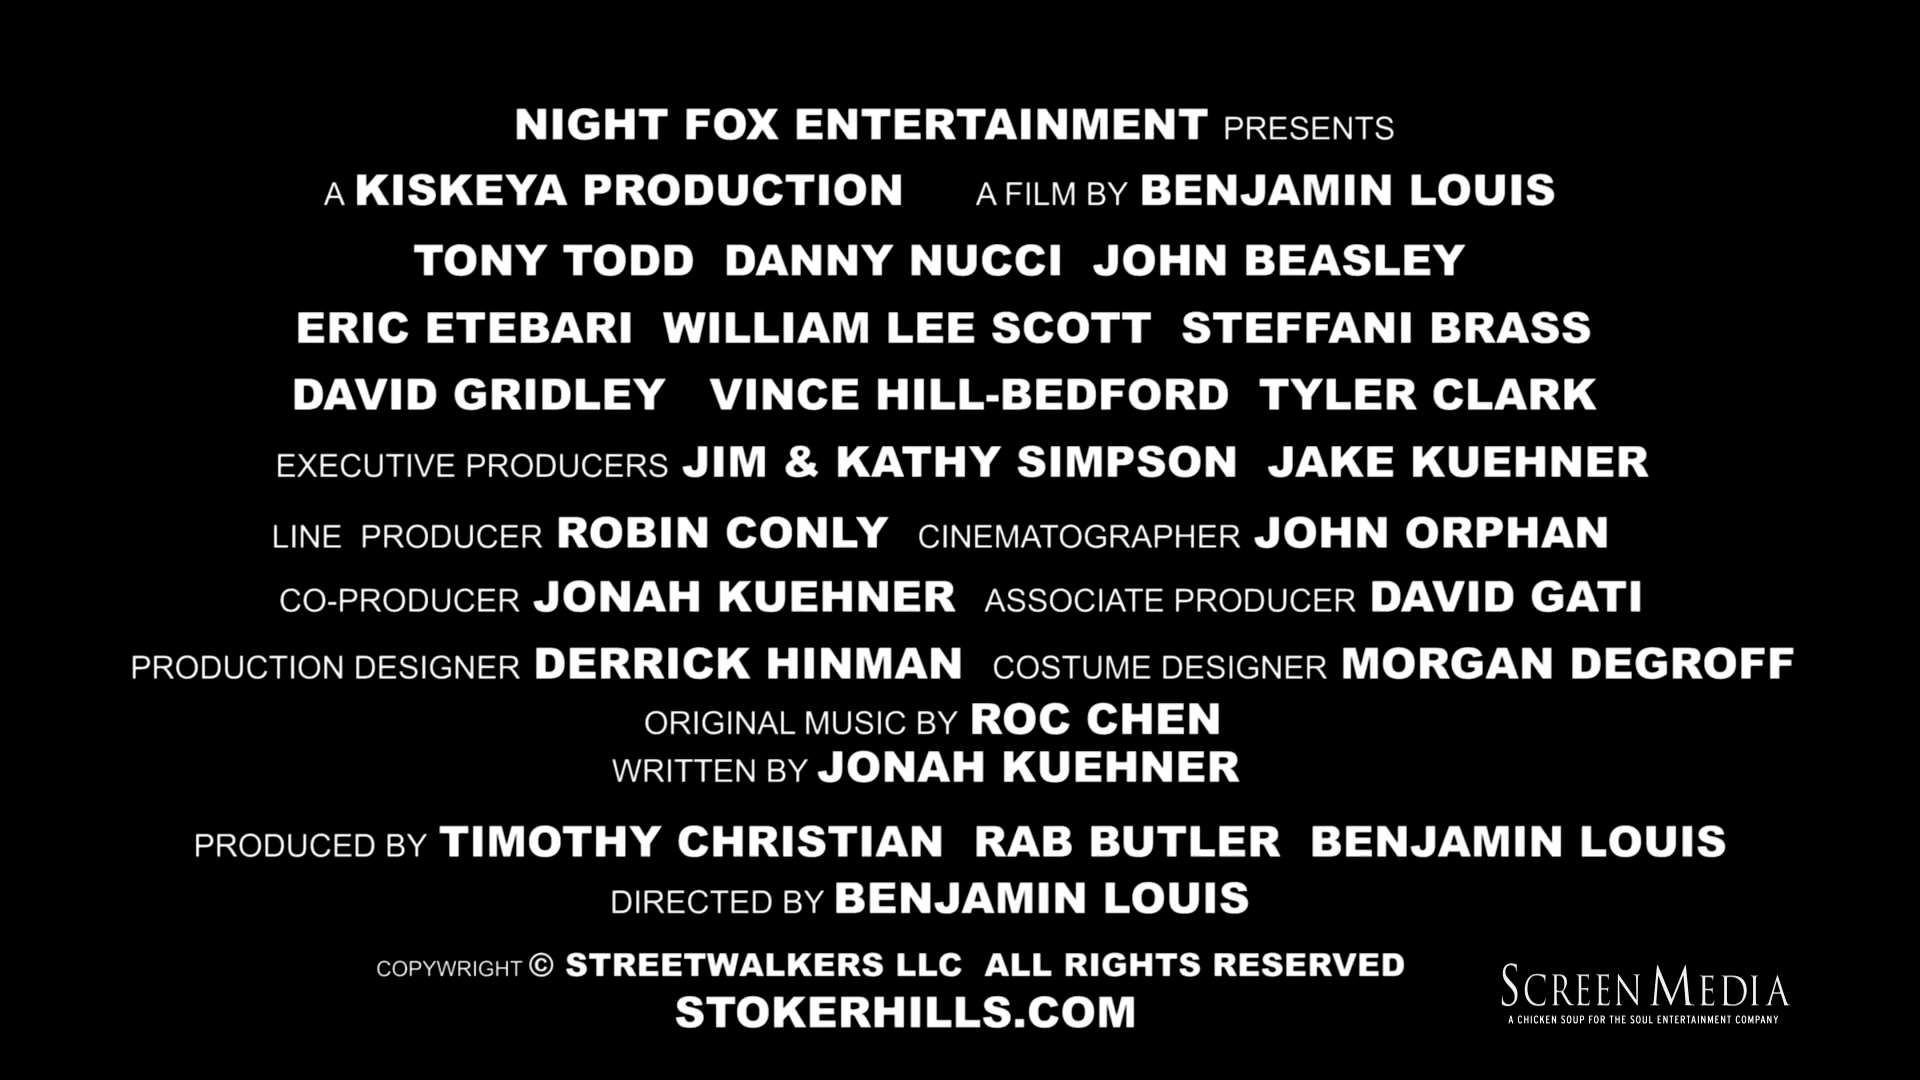 NIGHT FOX ENTERTAINMENT PRESENTS
A KISKEYA PRODUCTION A FILM BY BENJAMIN LOUIS
TONY TODD DANNY NUCCI JOHN BEASLEY
ERIC ETEBARI WILLIAM LEE SCOTT STEFFANI BRASS
DAVID GRIDLEY VINCE HILL-BEDFORD TYLER CLARK
EXECUTIVE PRODUCERS JIM & KATHY SIMPSON JAKE KUEHNER
LINE PRODUCER ROBIN CONLY CINEMATOGRAPHER JOHN ORPHAN
CO-PRODUCER JONAH KUEHNER ASSOCIATE PRODUCER DAVID GATI
PRODUCTION DESIGNER DERRICK HINMAN COSTUME DESIGNER MORGAN DEGROFF
ORIGINAL MUSIC BY ROC CHEN
WRITTEN BY JONAH KUEHNER
PRODUCED BY TIMOTHY CHRISTIAN RAB BUTLER BENJAMIN LOUIS
DIRECTED BY BENJAMIN LOUIS
COPYWRIGHT © STREETWALKERS LLC ALL RIGHTS RESERVED
STOKERHILLS.COM
SCREEN MEDIA
A CHICKEN SOUP FOR THE SOUL ENTERTAINMENT COMPANY